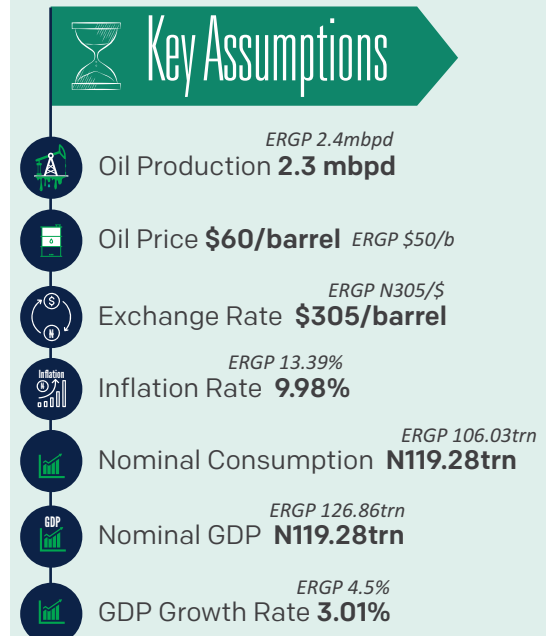 Key Assumptions
ERGP 2.4mbpd
Oil Production 2.3 mbpd
Oil Price $60/barrel ERGP $50/b
ERGP N305/$
Exchange Rate $305/barrel
ERGP 13.39%
Inflation
Inflation Rate 9.98%
ERGP 106.03trn
Nominal Consumption N119.28trn
ERGP 126.86trn
GDP
Nominal GDP N119.28trn
ERGP 4.5%
GDP Growth Rate 3.01%